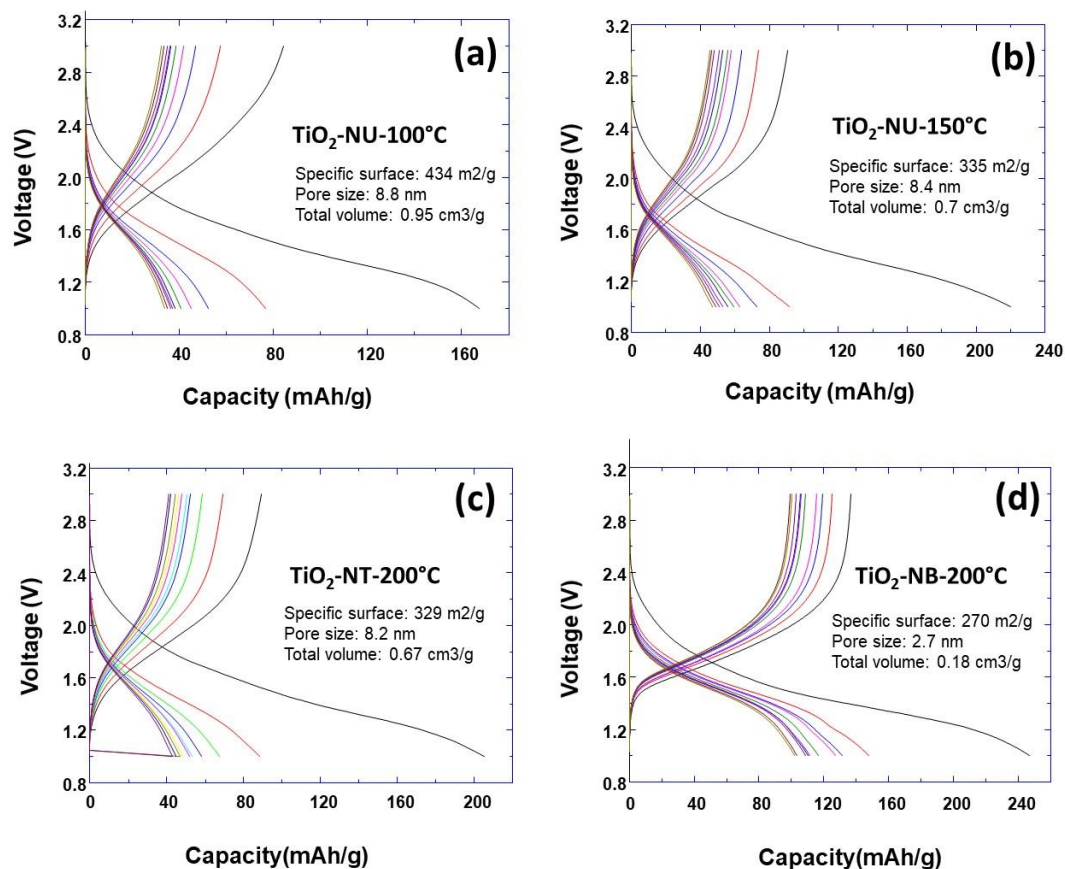 (a)
TiO₂-NU-100°C
Specific surface: 434 m2/g
Pore size: 8.8 nm
Total volume: 0.95 cm3/g
Voltage (V)
3.2
2.8
2.4
2.0
1.6
1.2
0.8
0 40 80 120 160
Capacity (mAh/g)
(b)
TiO₂-NU-150°C
Specific surface: 335 m2/g
Pore size: 8.4 nm
Total volume: 0.7 cm3/g
Voltage (V)
3.2
2.8
2.4
2.0
1.6
1.2
0.8
0 40 80 120 160 200 240
Capacity (mAh/g)
(c)
TiO₂-NT-200°C
Specific surface: 329 m2/g
Pore size: 8.2 nm
Total volume: 0.67 cm3/g
Voltage (V)
3.2
2.8
2.4
2.0
1.6
1.2
0.8
0 40 80 120 160 200
Capacity(mAh/g)
(d)
TiO₂-NB-200°C
Specific surface: 270 m2/g
Pore size: 2.7 nm
Total volume: 0.18 cm3/g
Voltage (V)
3.2
2.8
2.4
2.0
1.6
1.2
0.8
0 40 80 120 160 200 240
Capacity(mAh/g)